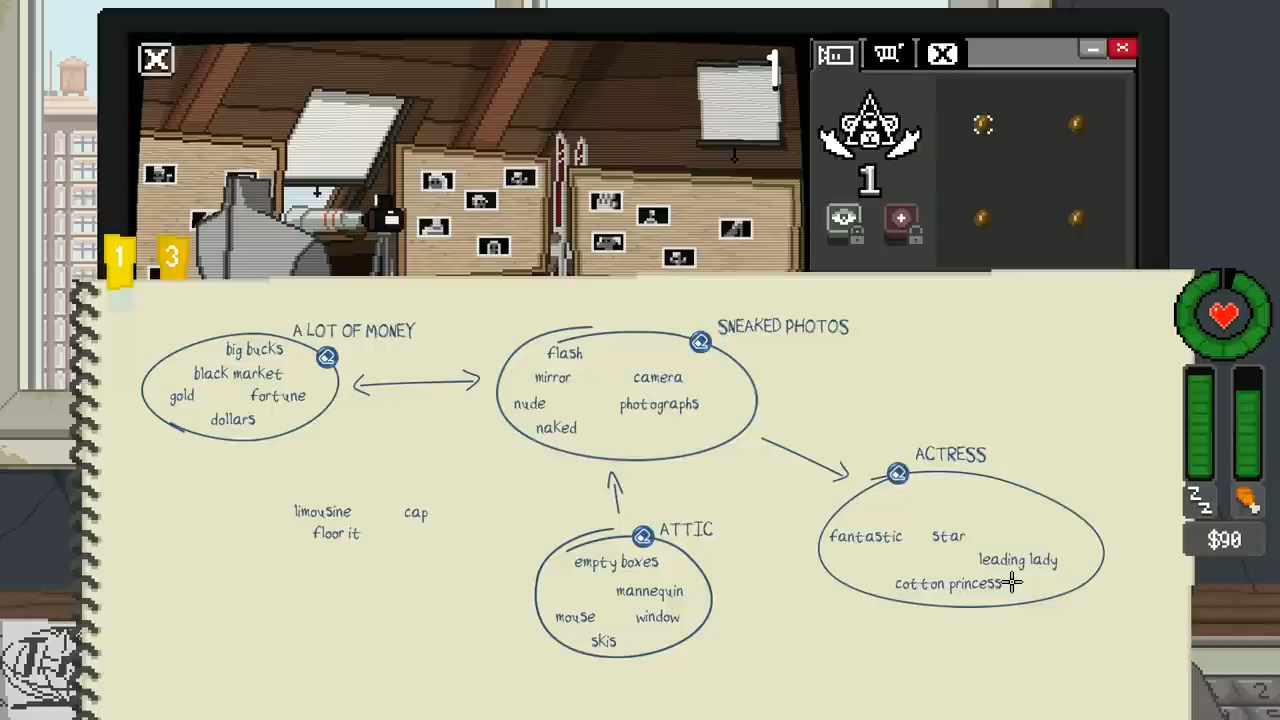 1
1
1
3
A LOT OF MONEY
big bucks
black market
gold fortune
dollars
SNEAKED PHOTOS
flash
mirror camera
nude photographs
naked
ACTRESS
fantastic star
leading lady
cotton princess
limousine cap
floor it
ATTIC
empty boxes
mannequin
mouse window
skis
$90